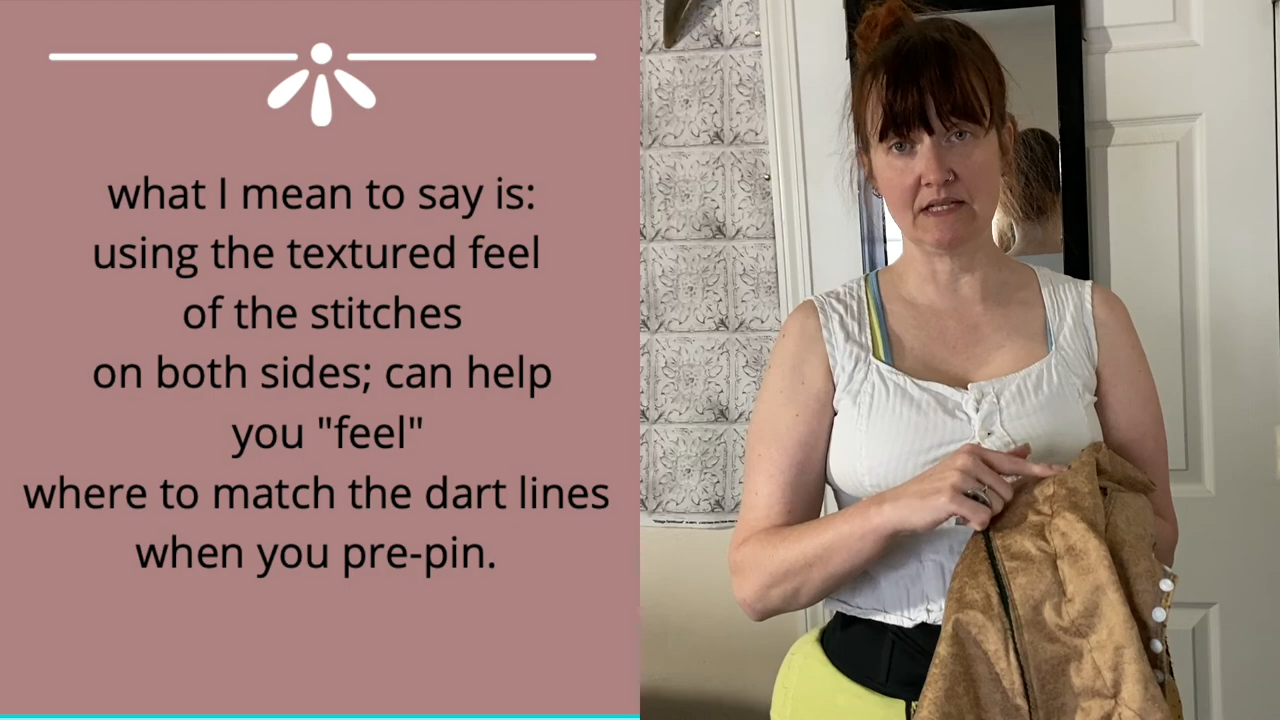 what I mean to say is:
using the textured feel
of the stitches
on both sides; can help
you "feel"
where to match the dart lines
when you pre-pin.